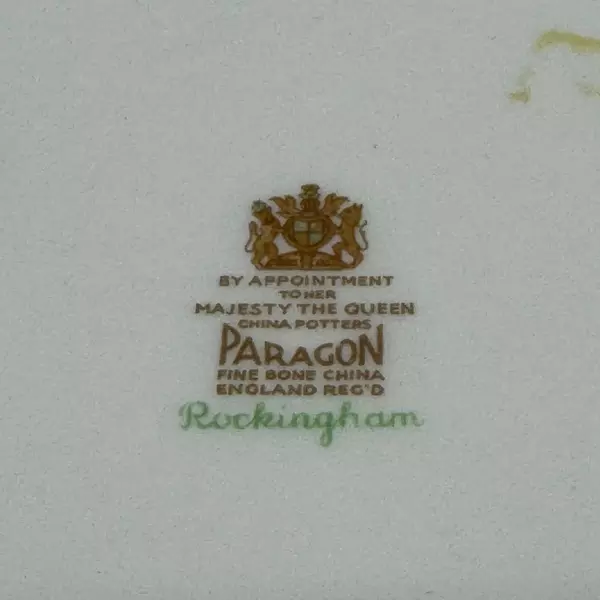 BY APPOINTMENT
TO HER
MAJESTY THE QUEEN
CHINA POTTERS
PARAGON
FINE BONE CHINA
ENGLAND REG'D
Rockingham